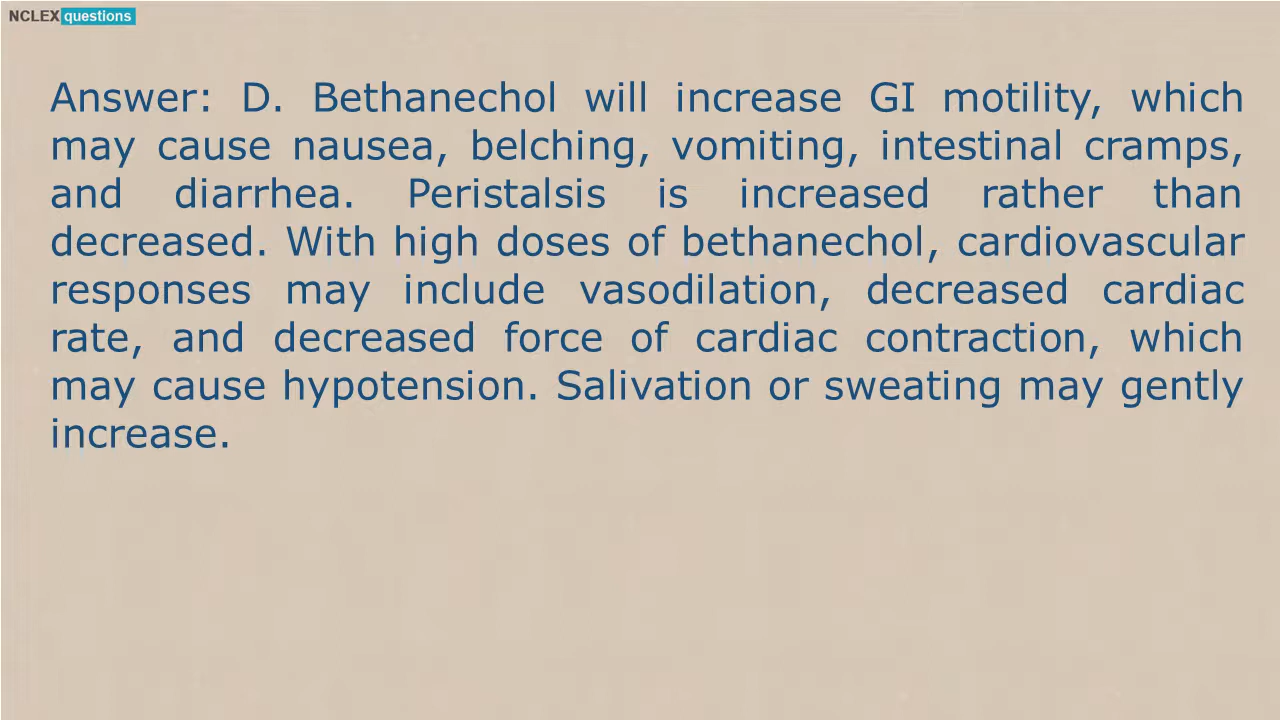 NCLEX questions
Answer: D. Bethanechol will increase GI motility, which
may cause nausea, belching, vomiting, intestinal cramps,
and diarrhea. Peristalsis is increased rather than
decreased. With high doses of bethanechol, cardiovascular
responses may include vasodilation, decreased cardiac
rate, and decreased force of cardiac contraction, which
may cause hypotension. Salivation or sweating may gently
increase.